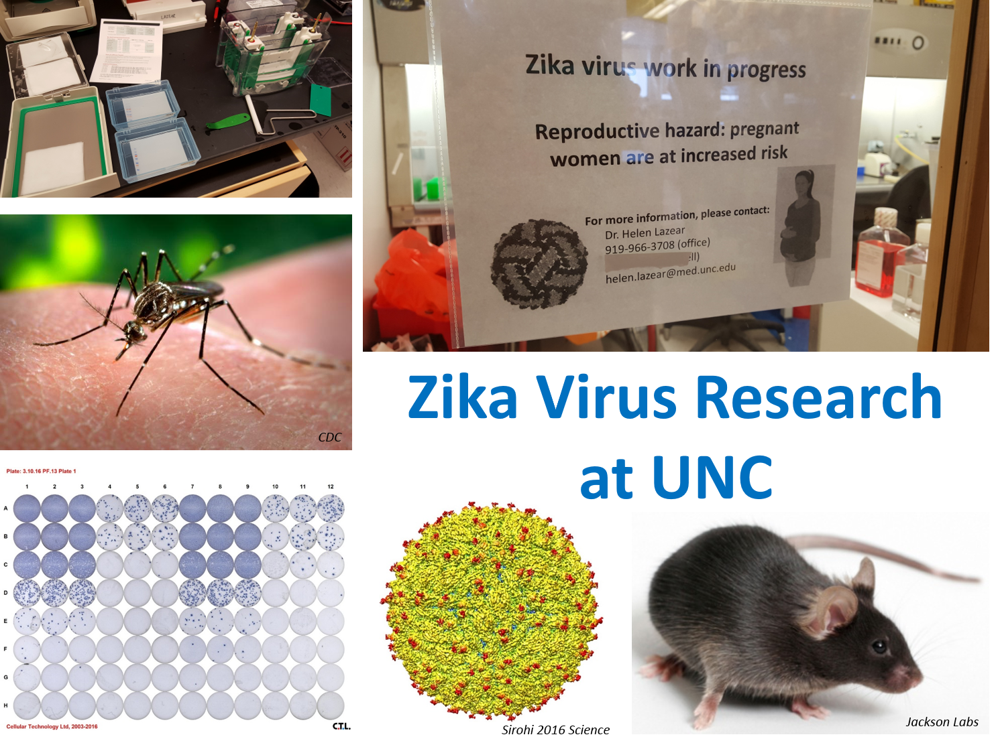 LAZEAR
Zika virus work in progress
Reproductive hazard: pregnant
women are at increased risk
For more information, please contact:
Dr. Helen Lazear
919-966-3708 (office)
ell)
helen.lazear@med.unc.edu
CDC
Zika Virus Research
at UNC
Plate: 3.10.16 PF.13 Plate 1
1 2 3 4 5 6 7 8 9 10 11 12
A
B
C
D
E
F
G
H
Cellular Technology Ltd, 2003-2016
C.T.L.
Sirohi 2016 Science
Jackson Labs